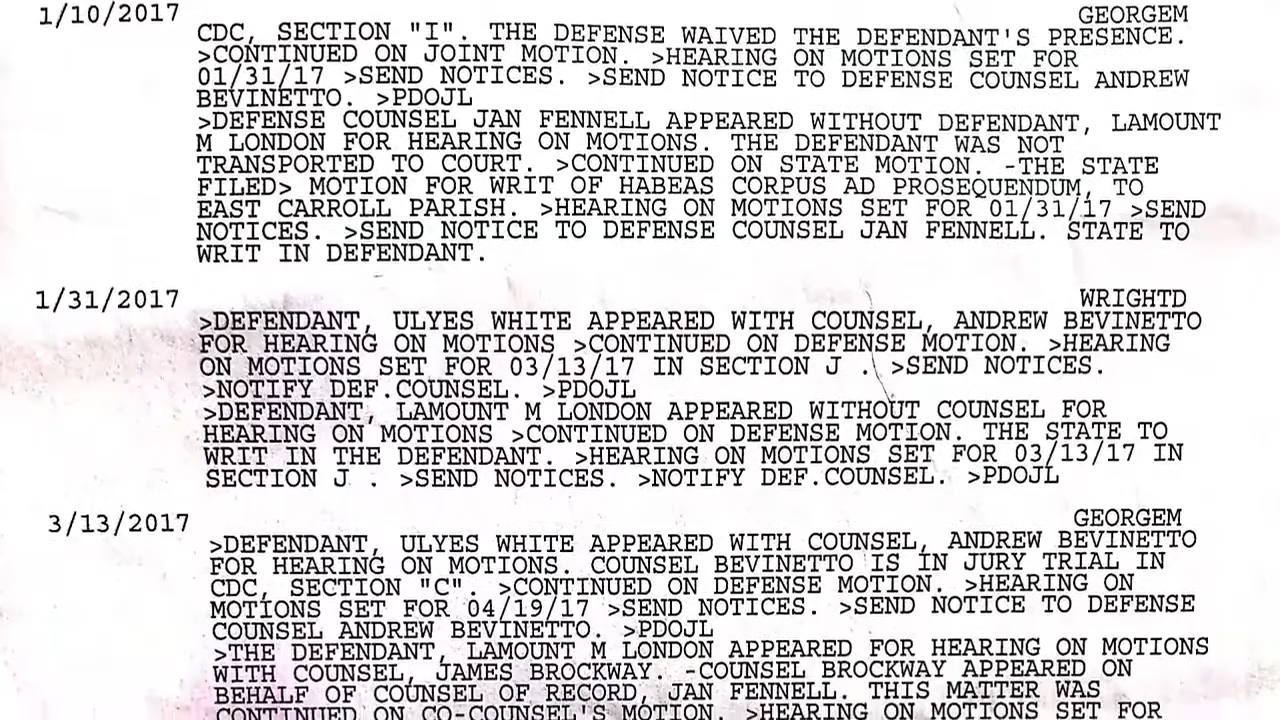 1/10/2017 GEORGEM
CDC, SECTION "I". THE DEFENSE WAIVED THE DEFENDANT'S PRESENCE.
>CONTINUED ON JOINT MOTION. >HEARING ON MOTIONS SET FOR
01/31/17 >SEND NOTICES. >SEND NOTICE TO DEFENSE COUNSEL ANDREW
BEVINETTO. >PDOJL
>DEFENSE COUNSEL JAN FENNELL APPEARED WITHOUT DEFENDANT, LAMOUNT
M LONDON FOR HEARING ON MOTIONS. THE DEFENDANT WAS NOT
TRANSPORTED TO COURT. >CONTINUED ON STATE MOTION. -THE STATE
FILED> MOTION FOR WRIT OF HABEAS CORPUS AD PROSEQUENDUM, TO
EAST CARROLL PARISH. >HEARING ON MOTIONS SET FOR 01/31/17 >SEND
NOTICES. >SEND NOTICE TO DEFENSE COUNSEL JAN FENNELL. STATE TO
WRIT IN DEFENDANT.
1/31/2017 WRIGHTD
>DEFENDANT, ULYES WHITE APPEARED WITH COUNSEL, ANDREW BEVINETTO
FOR HEARING ON MOTIONS >CONTINUED ON DEFENSE MOTION. >HEARING
ON MOTIONS SET FOR 03/13/17 IN SECTION J . >SEND NOTICES.
>NOTIFY DEF.COUNSEL. >PDOJL
>DEFENDANT, LAMOUNT M LONDON APPEARED WITHOUT COUNSEL FOR
HEARING ON MOTIONS >CONTINUED ON DEFENSE MOTION. THE STATE TO
WRIT IN THE DEFENDANT. >HEARING ON MOTIONS SET FOR 03/13/17 IN
SECTION J . >SEND NOTICES. >NOTIFY DEF.COUNSEL. >PDOJL
3/13/2017 GEORGEM
>DEFENDANT, ULYES WHITE APPEARED WITH COUNSEL, ANDREW BEVINETTO
FOR HEARING ON MOTIONS. COUNSEL BEVINETTO IS IN JURY TRIAL IN
CDC, SECTION "C". >CONTINUED ON DEFENSE MOTION. >HEARING ON
MOTIONS SET FOR 04/19/17 >SEND NOTICES. >SEND NOTICE TO DEFENSE
COUNSEL ANDREW BEVINETTO. >PDOJL
>THE DEFENDANT, LAMOUNT M LONDON APPEARED FOR HEARING ON MOTIONS
WITH COUNSEL, JAMES BROCKWAY. -COUNSEL BROCKWAY APPEARED ON
BEHALF OF COUNSEL OF RECORD, JAN FENNELL. THIS MATTER WAS
CONTINUED ON CO-COUNSEL'S MOTION. >HEARING ON MOTIONS SET FOR